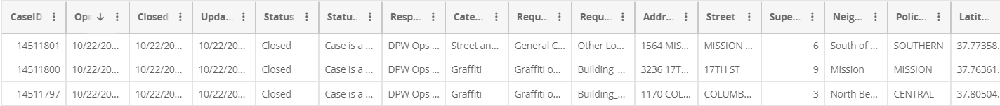 CaseID Ope Closed Upda... Status Statu... Resp... Cate... Requ... Requ... Addr... Street Supe... Neig... Polic... Latit...
14511801 10/22/20... 10/22/20... 10/22/20... Closed Case is a ... DPW Ops ... Street an... General C... Other Lo... 1564 MIS... MISSION ... 6 South of ... SOUTHERN 37.77358.
14511800 10/22/20... 10/22/20... 10/22/20... Closed Case is a ... DPW Ops ... Graffiti Graffiti o... Building_... 3236 17T... 17TH ST 9 Mission MISSION 37.76361.
14511797 10/22/20... 10/22/20... 10/22/20... Closed Case is a ... DPW Ops ... Graffiti Graffiti o... Building_... 1170 COL... COLUMB... 3 North Be... CENTRAL 37.80504.